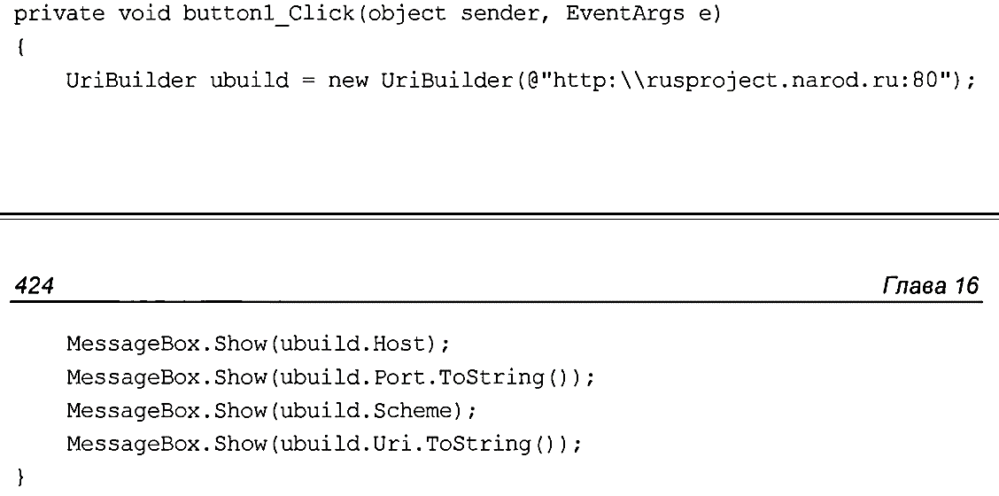 private void button1_Click(object sender, EventArgs e)
{
UriBuilder ubuild = new UriBuilder(@"http:\\rusproject.narod.ru:80");
424 Глава 16
MessageBox.Show(ubuild.Host);
MessageBox.Show(ubuild.Port.ToString());
MessageBox.Show(ubuild.Scheme);
MessageBox.Show(ubuild.Uri.ToString());
}